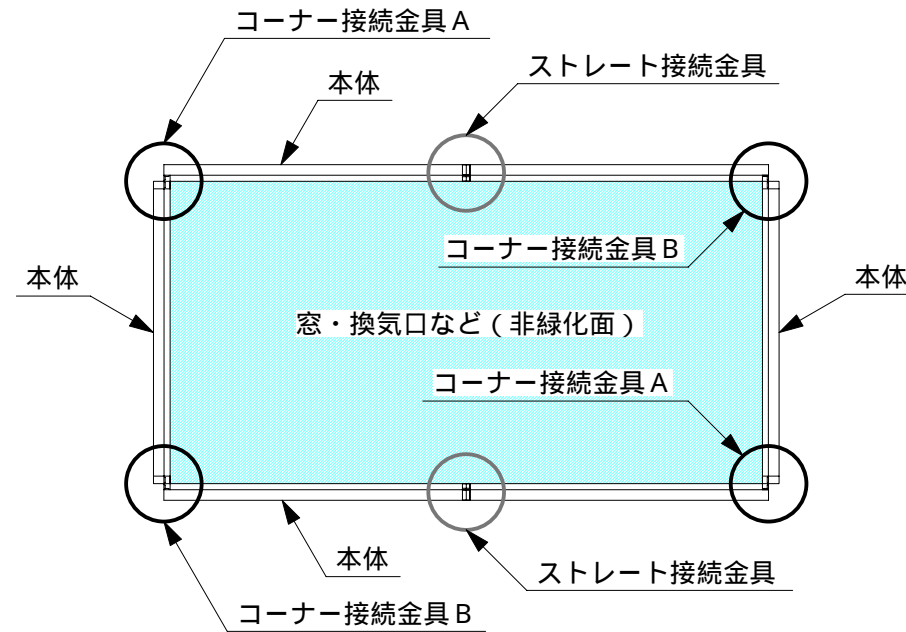 コーナー接続金具A
ストレート接続金具
本体
コーナー接続金具B
本体
本体
窓・換気口など（非緑化面）
コーナー接続金具A
本体
ストレート接続金具
コーナー接続金具B